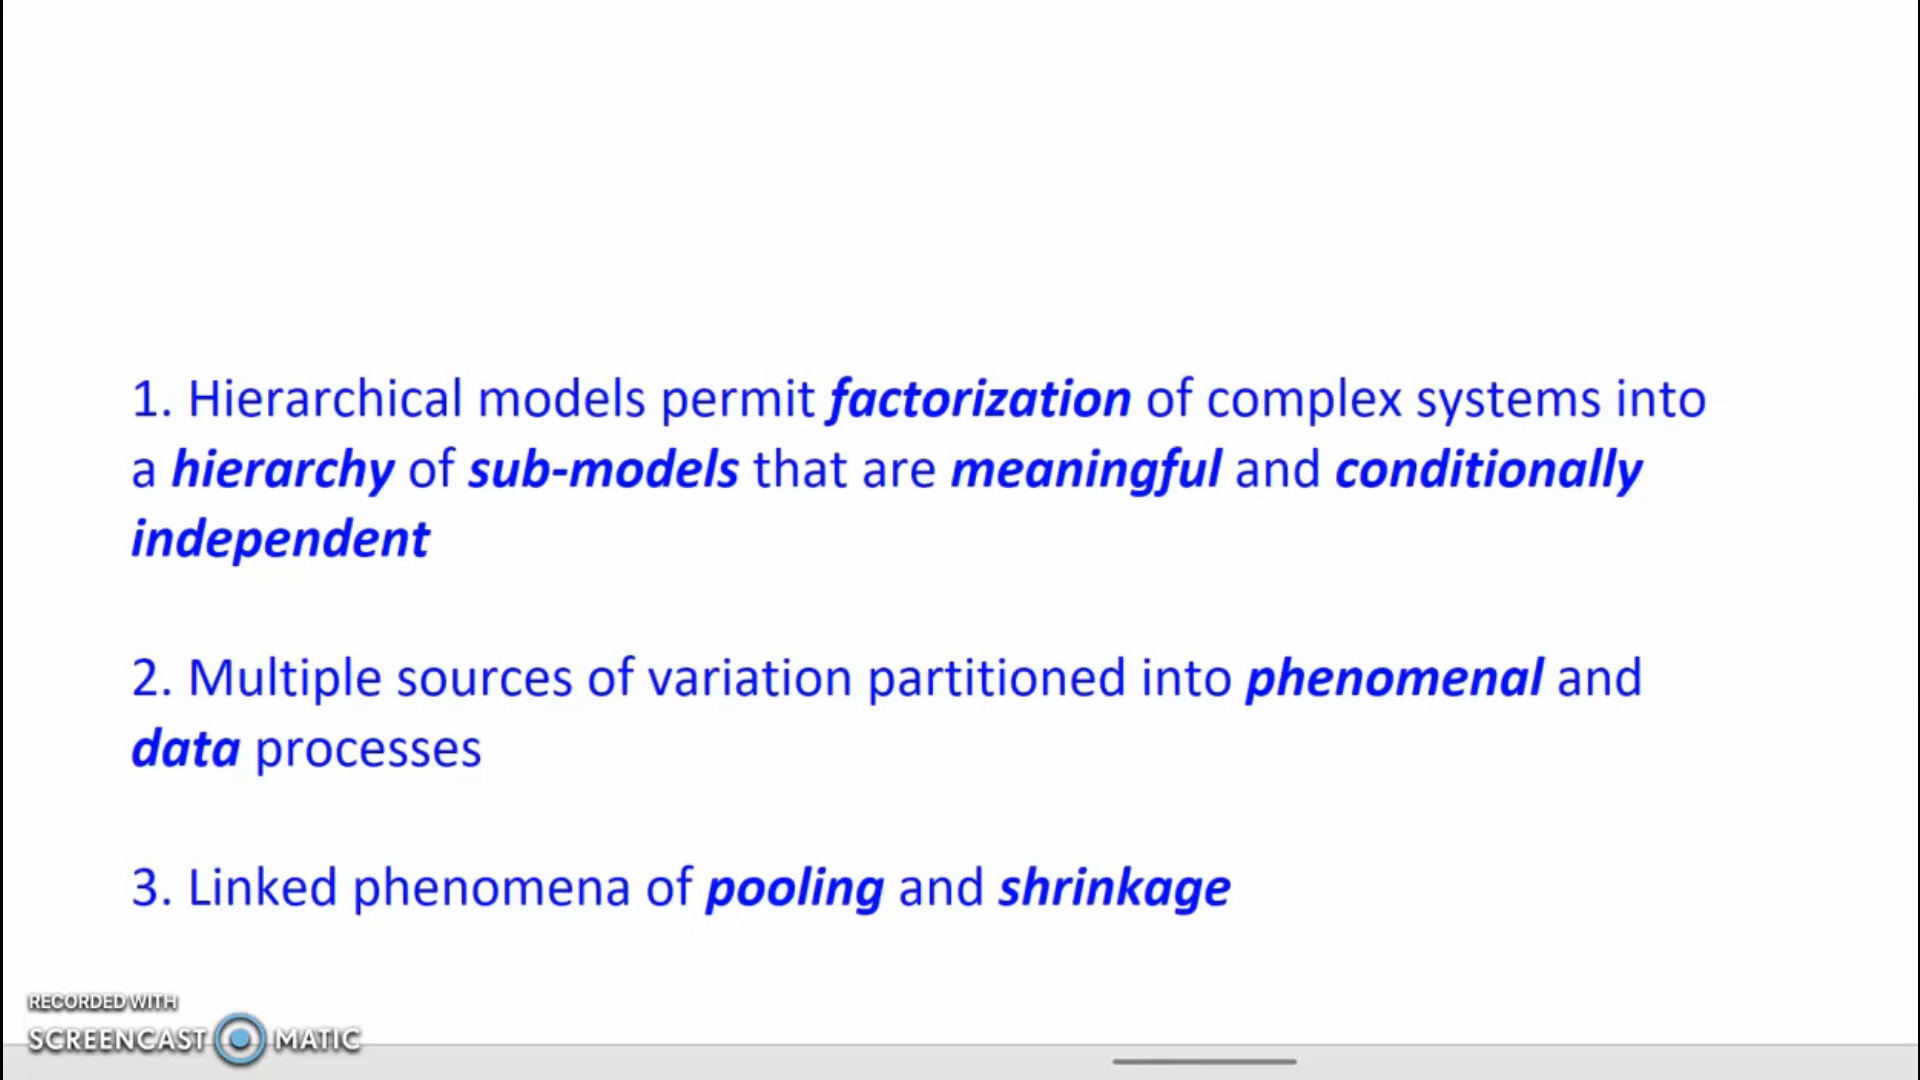 1. Hierarchical models permit factorization of complex systems into
a hierarchy of sub-models that are meaningful and conditionally
independent
2. Multiple sources of variation partitioned into phenomenal and
data processes
3. Linked phenomena of pooling and shrinkage
RECORDED WITH
SCREENCAST MATIC